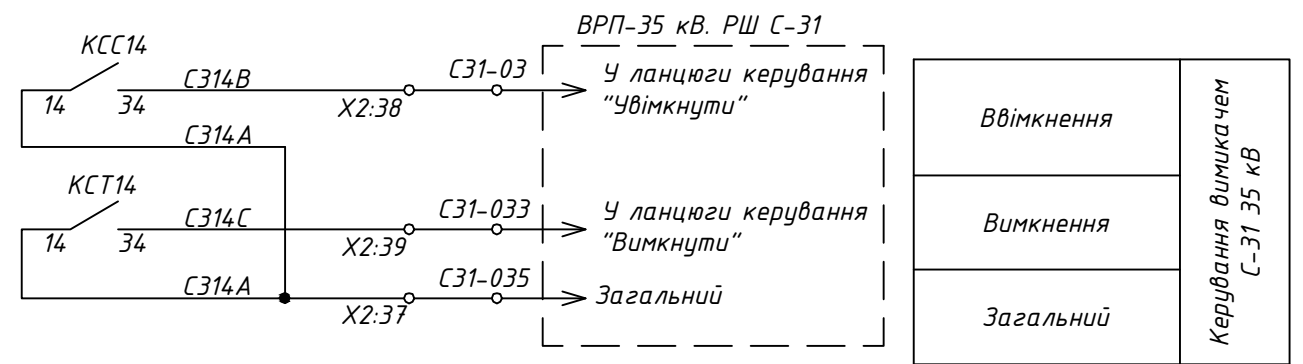 ВРП-35 кВ. РШ С-31
КСС14
14 34
С314В
Х2:38
С31-03
У ланцюги керування
"Увімкнути"
С314А
КСТ14
14 34
С314С
Х2:39
С31-033
У ланцюги керування
"Вимкнути"
С314А
Х2:37
С31-035
Загальний
Ввімкнення
Вимкнення
Загальний
Керування вимикачем
С-31 35 кВ